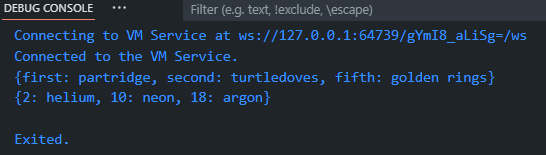 DEBUG CONSOLE ... Filter (e.g. text, !exclude, \escape)
Connecting to VM Service at ws://127.0.0.1:64739/gYmI8_aLiSg=/ws
Connected to the VM Service.
{first: partridge, second: turtledoves, fifth: golden rings}
{2: helium, 10: neon, 18: argon}
Exited.